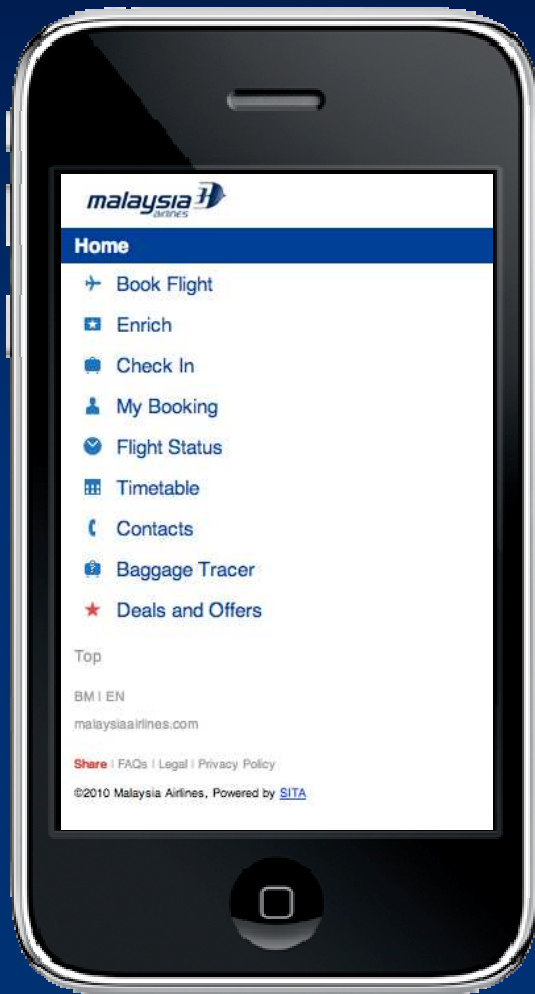 malaysia
airlines
Home
Book Flight
Enrich
Check In
My Booking
Flight Status
Timetable
Contacts
Baggage Tracer
Deals and Offers
Top
BM | EN
malaysiaairlines.com
Share | FAQs | Legal | Privacy Policy
©2010 Malaysia Airlines, Powered by SITA